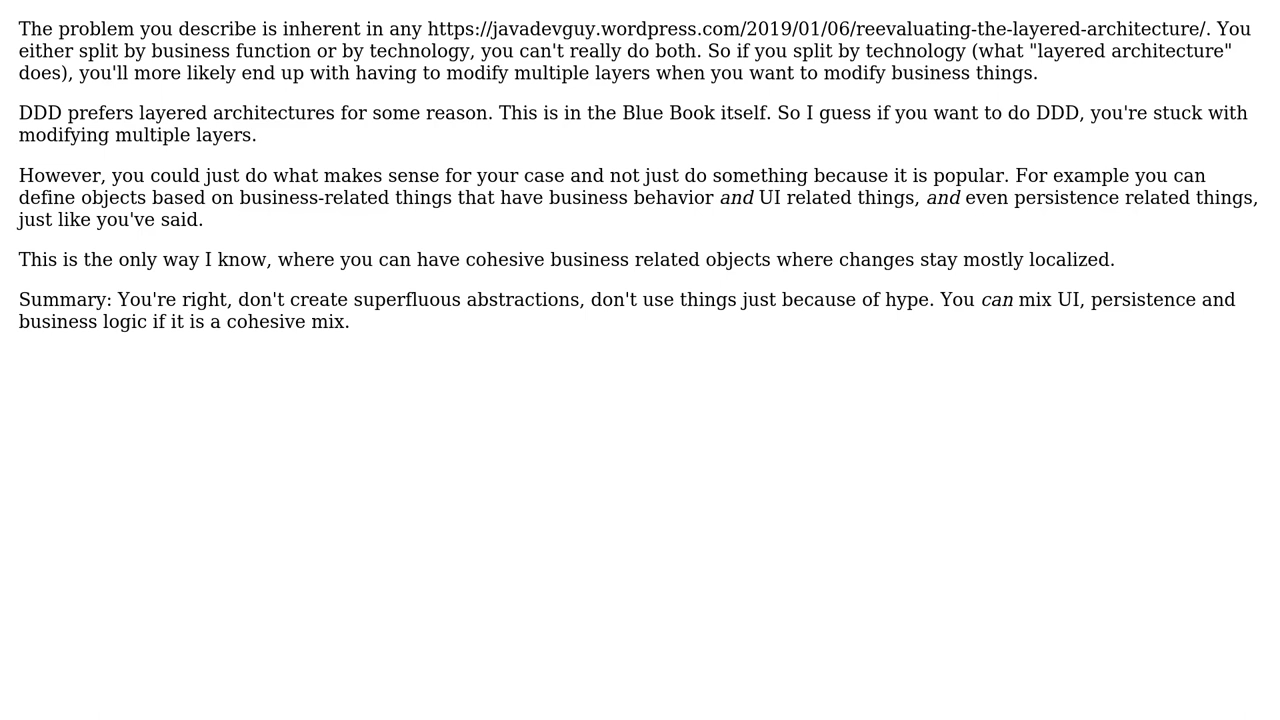 The problem you describe is inherent in any https://javadevguy.wordpress.com/2019/01/06/reevaluating-the-layered-architecture/. You
either split by business function or by technology, you can't really do both. So if you split by technology (what "layered architecture"
does), you'll more likely end up with having to modify multiple layers when you want to modify business things.
DDD prefers layered architectures for some reason. This is in the Blue Book itself. So I guess if you want to do DDD, you're stuck with
modifying multiple layers.
However, you could just do what makes sense for your case and not just do something because it is popular. For example you can
define objects based on business-related things that have business behavior and UI related things, and even persistence related things,
just like you've said.
This is the only way I know, where you can have cohesive business related objects where changes stay mostly localized.
Summary: You're right, don't create superfluous abstractions, don't use things just because of hype. You can mix UI, persistence and
business logic if it is a cohesive mix.